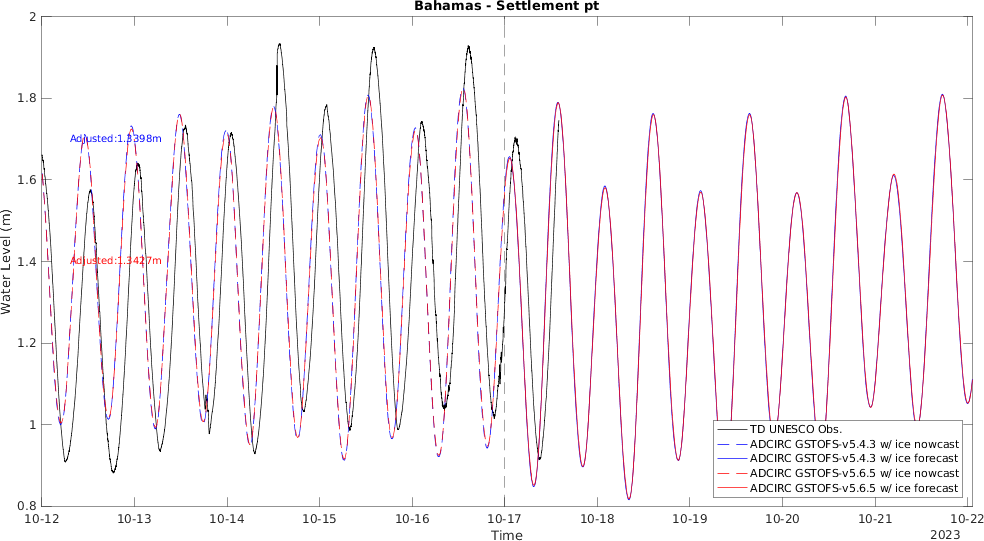 Bahamas - Settlement pt
Water Level (m)
2
1.8
1.6
1.4
1.2
1
0.8
Adjusted:1.3398m
Adjusted:1.3427m
TD UNESCO Obs.
ADCIRC GSTOFS-v5.4.3 w/ ice nowcast
ADCIRC GSTOFS-v5.4.3 w/ ice forecast
ADCIRC GSTOFS-v5.6.5 w/ ice nowcast
ADCIRC GSTOFS-v5.6.5 w/ ice forecast
10-12 10-13 10-14 10-15 10-16 10-17 10-18 10-19 10-20 10-21 10-22
Time
2023